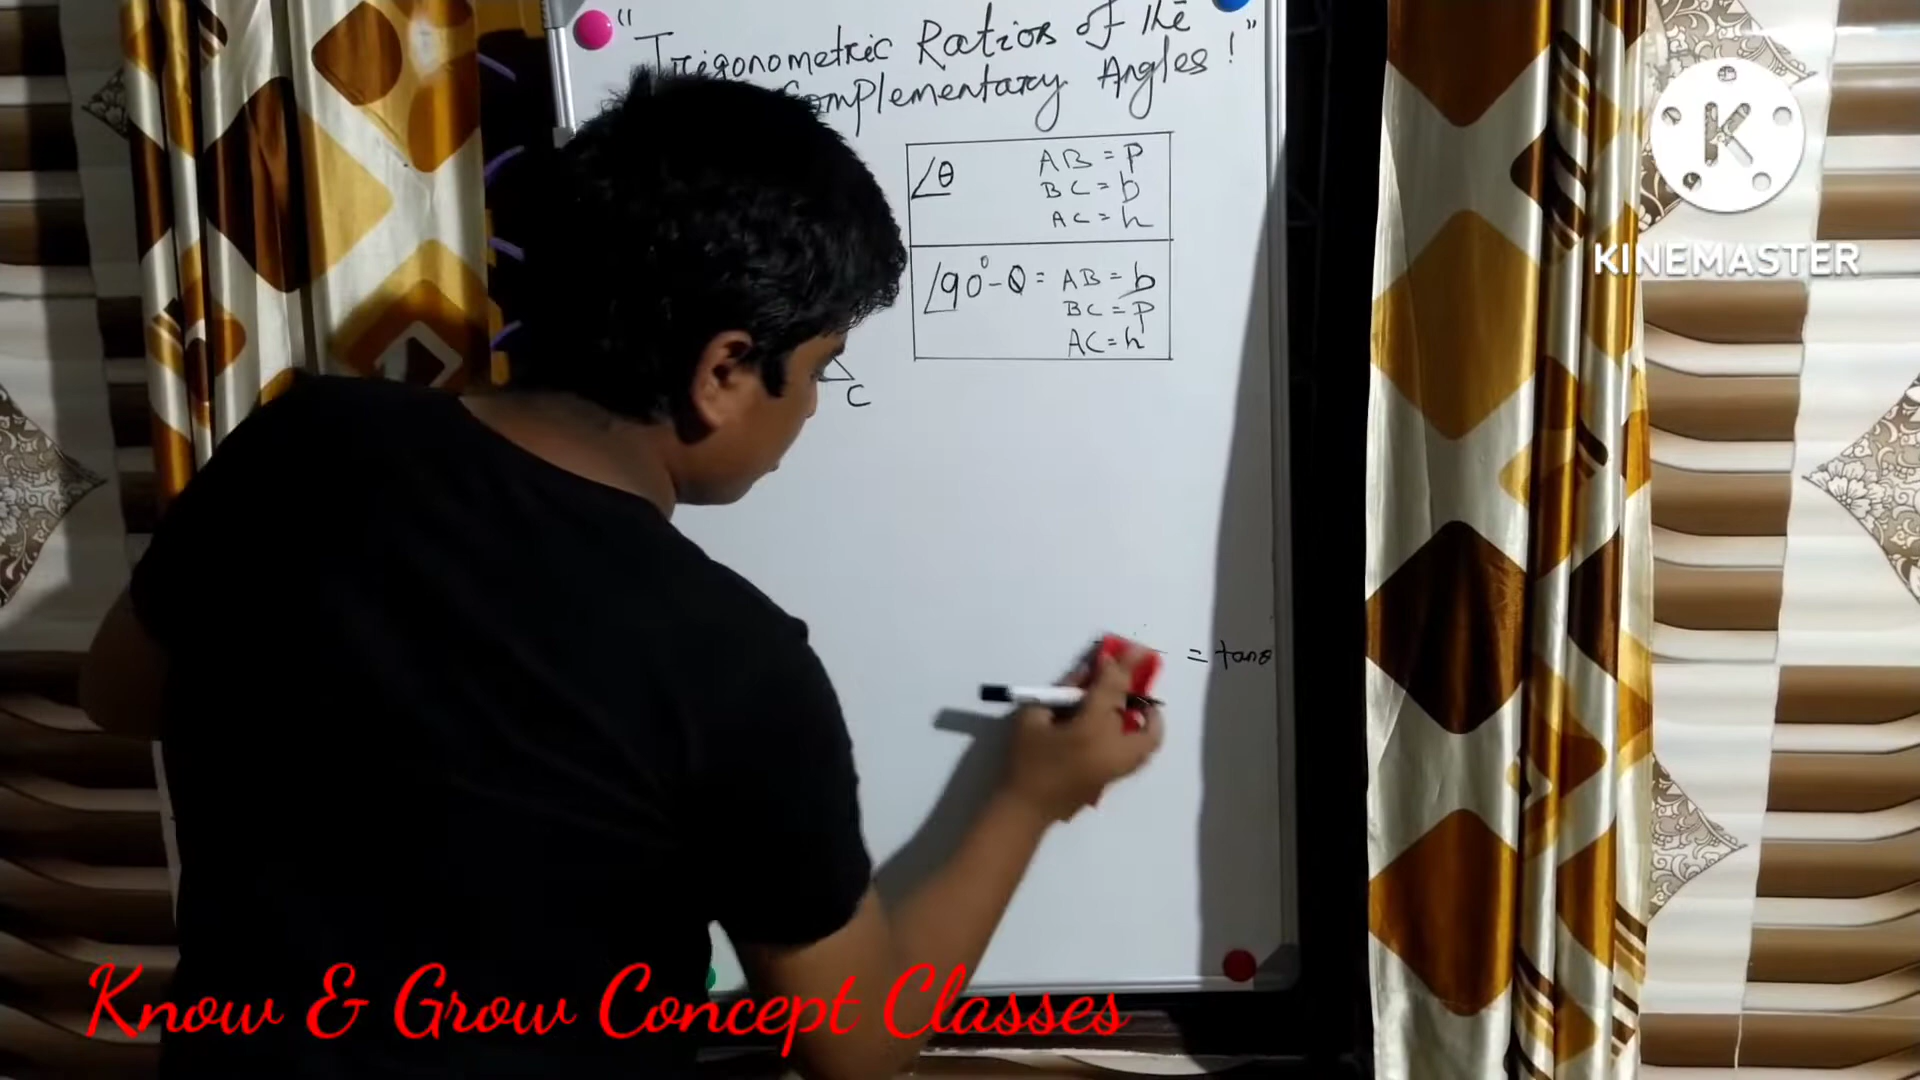 "Trigonometric Ratios of the
Complementary Angles!"
∠θ AB = p
BC = b
AC = h
∠90°-θ = AB = b
BC = p
AC = h
C
= tanθ
K
KINEMASTER
Know & Grow Concept Classes